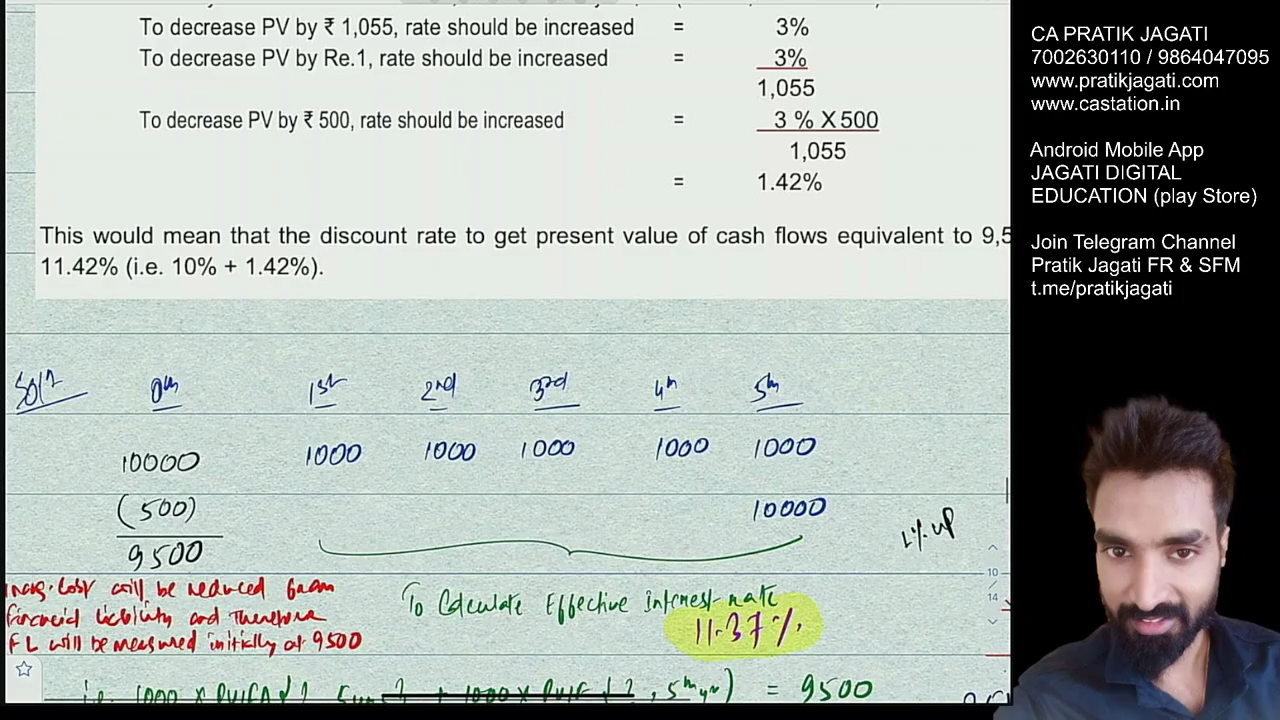 To decrease PV by ₹ 1,055, rate should be increased = 3%
To decrease PV by Re.1, rate should be increased = 3%
1,055
To decrease PV by ₹ 500, rate should be increased = 3 % X 500
1,055
= 1.42%
This would mean that the discount rate to get present value of cash flows equivalent to 9,5
11.42% (i.e. 10% + 1.42%).
Solⁿ 0th 1st 2nd 3rd 4th 5th
10000 1000 1000 1000 1000 1000
(500) 10000
9500
1% up
10
14
Incr. Cost will be reduced from
financial liability and Therefore
FL will be measured initially at 9500
To Calculate Effective Interest rate
11.37%.
i.e. 1000 x PVIFA
= 9500
CA PRATIK JAGATI
7002630110 / 9864047095
www.pratikjagati.com
www.castation.in
Android Mobile App
JAGATI DIGITAL
EDUCATION (play Store)
Join Telegram Channel
Pratik Jagati FR & SFM
t.me/pratikjagati